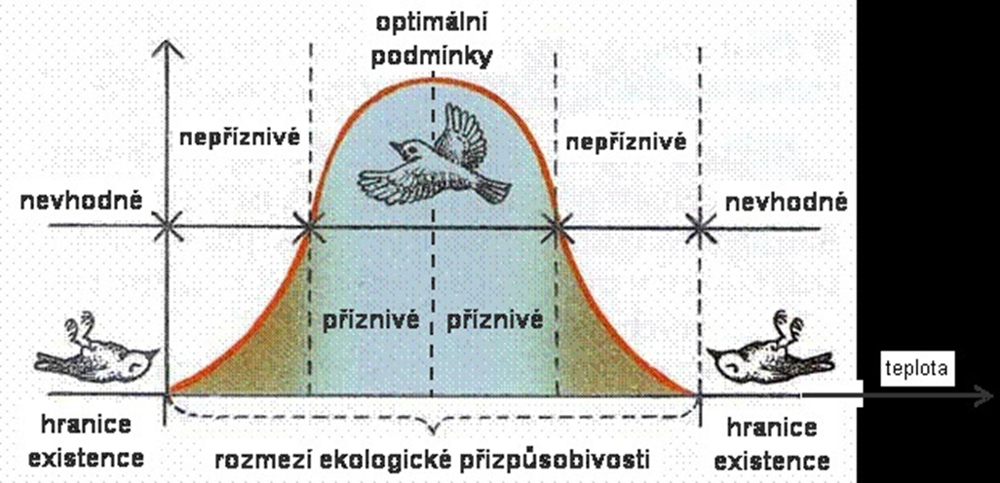 optimální
podmínky
nepříznivé
nepříznivé
nevhodné
nevhodné
příznivé
příznivé
teplota
hranice
existence
rozmezí ekologické přizpůsobivosti
hranice
existence